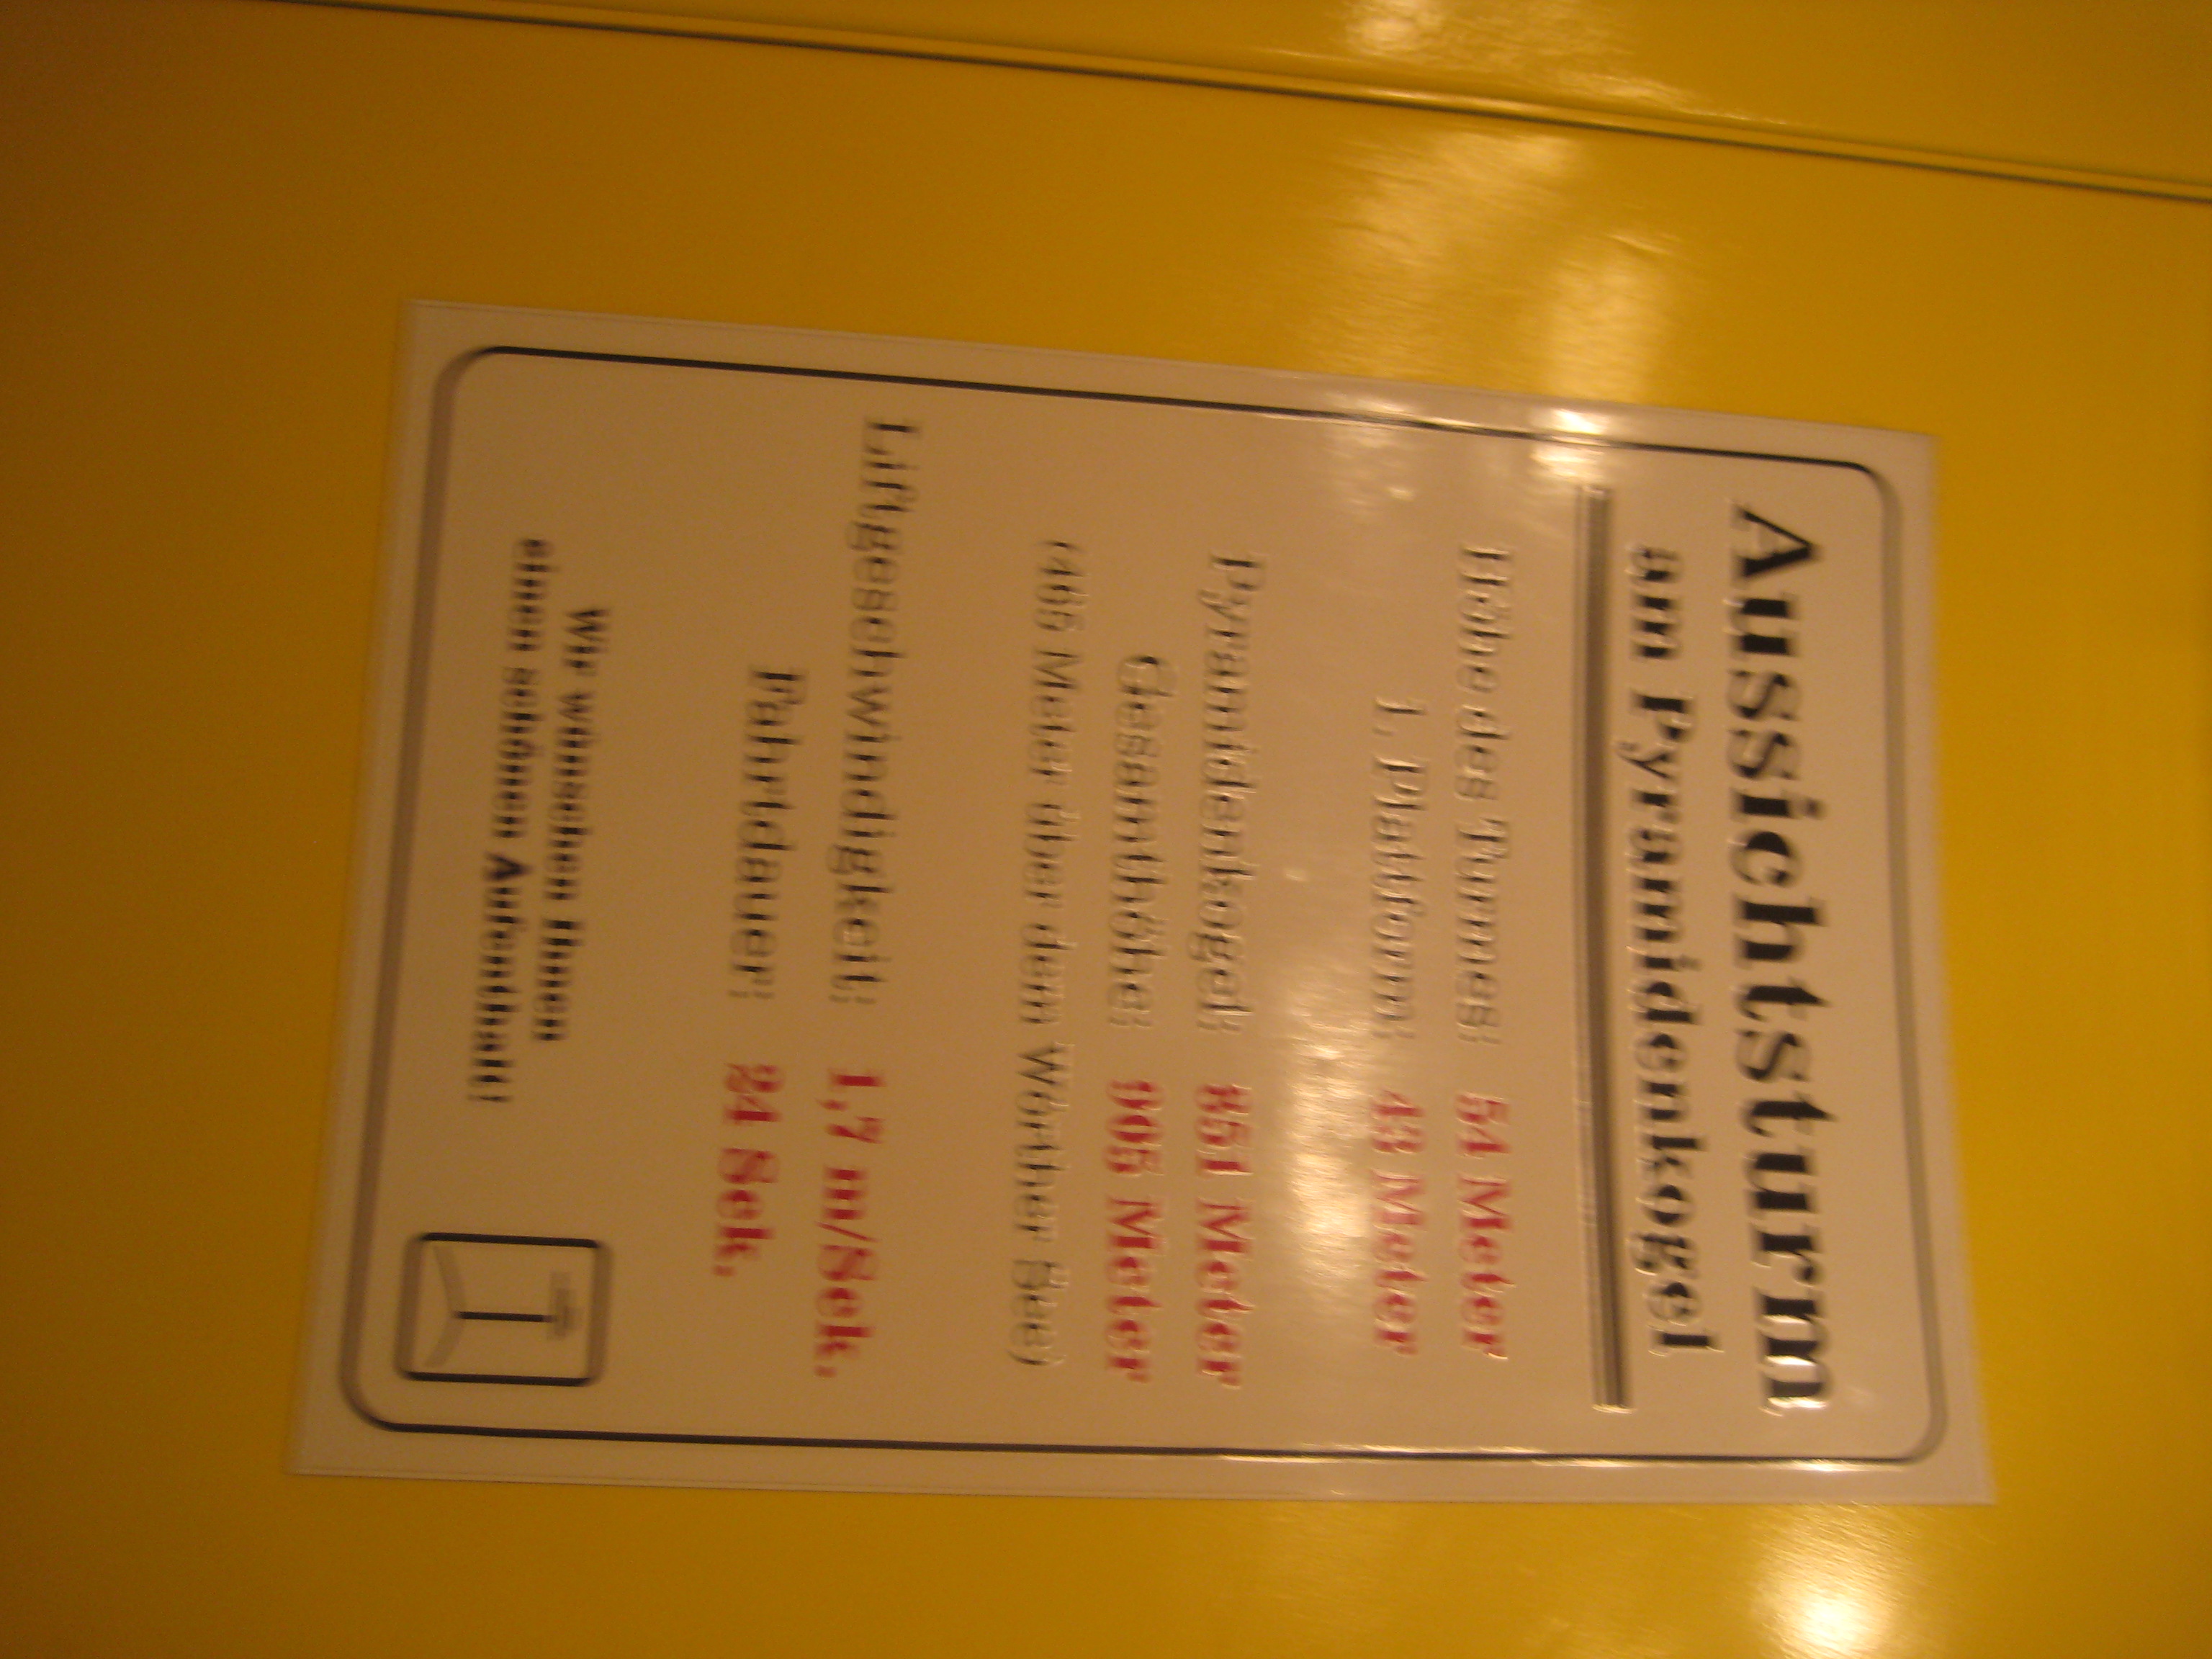 Aussichtsturm
am Pyramidenkogel
Höhe des Turmes: 54 Meter
1. Plattform: 43 Meter
Pyramidenkogel: 851 Meter
Gesamthöhe: 905 Meter
(465 Meter über dem Wörther See)
Liftgeschwindigkeit: 1,7 m/Sek.
Fahrtdauer: 24 Sek.
Wir wünschen Ihnen
einen schönen Aufenthalt!